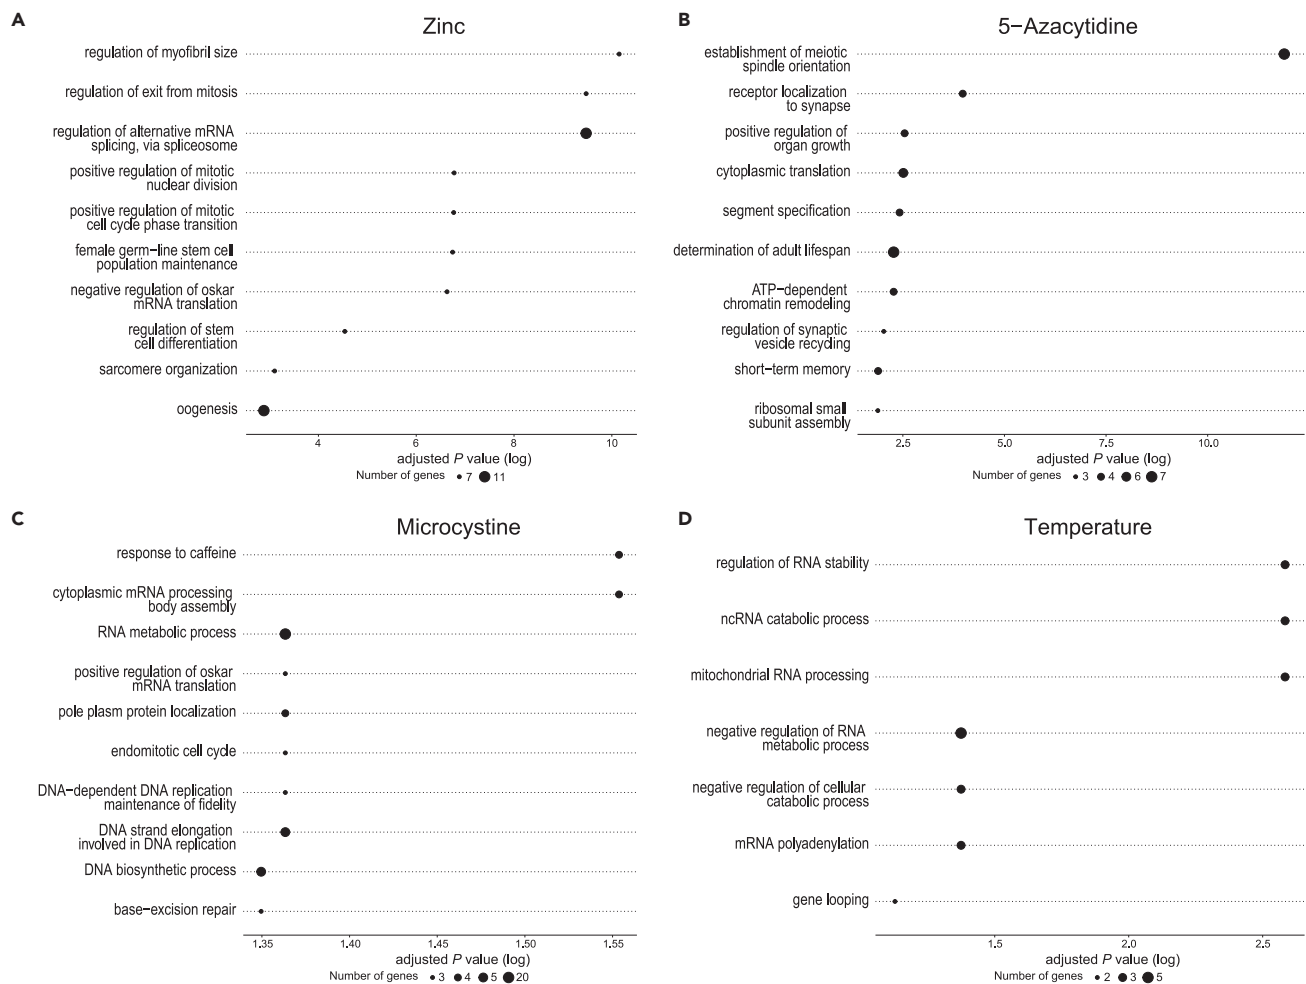 A
Zinc
regulation of myofibril size
regulation of exit from mitosis
regulation of alternative mRNA
splicing, via spliceosome
positive regulation of mitotic
nuclear division
positive regulation of mitotic
cell cycle phase transition
female germ−line stem cell
population maintenance
negative regulation of oskar
mRNA translation
regulation of stem
cell differentiation
sarcomere organization
oogenesis
4 6 8 10
adjusted P value (log)
Number of genes 7 11
B
5−Azacytidine
establishment of meiotic
spindle orientation
receptor localization
to synapse
positive regulation of
organ growth
cytoplasmic translation
segment specification
determination of adult lifespan
ATP−dependent
chromatin remodeling
regulation of synaptic
vesicle recycling
short−term memory
ribosomal small
subunit assembly
2.5 5.0 7.5 10.0
adjusted P value (log)
Number of genes 3 4 6 7
C
Microcystine
response to caffeine
cytoplasmic mRNA processing
body assembly
RNA metabolic process
positive regulation of oskar
mRNA translation
pole plasm protein localization
endomitotic cell cycle
DNA−dependent DNA replication
maintenance of fidelity
DNA strand elongation
involved in DNA replication
DNA biosynthetic process
base−excision repair
1.35 1.40 1.45 1.50 1.55
adjusted P value (log)
Number of genes 3 4 5 20
D
Temperature
regulation of RNA stability
ncRNA catabolic process
mitochondrial RNA processing
negative regulation of RNA
metabolic process
negative regulation of cellular
catabolic process
mRNA polyadenylation
gene looping
1.5 2.0 2.5
adjusted P value (log)
Number of genes 2 3 5